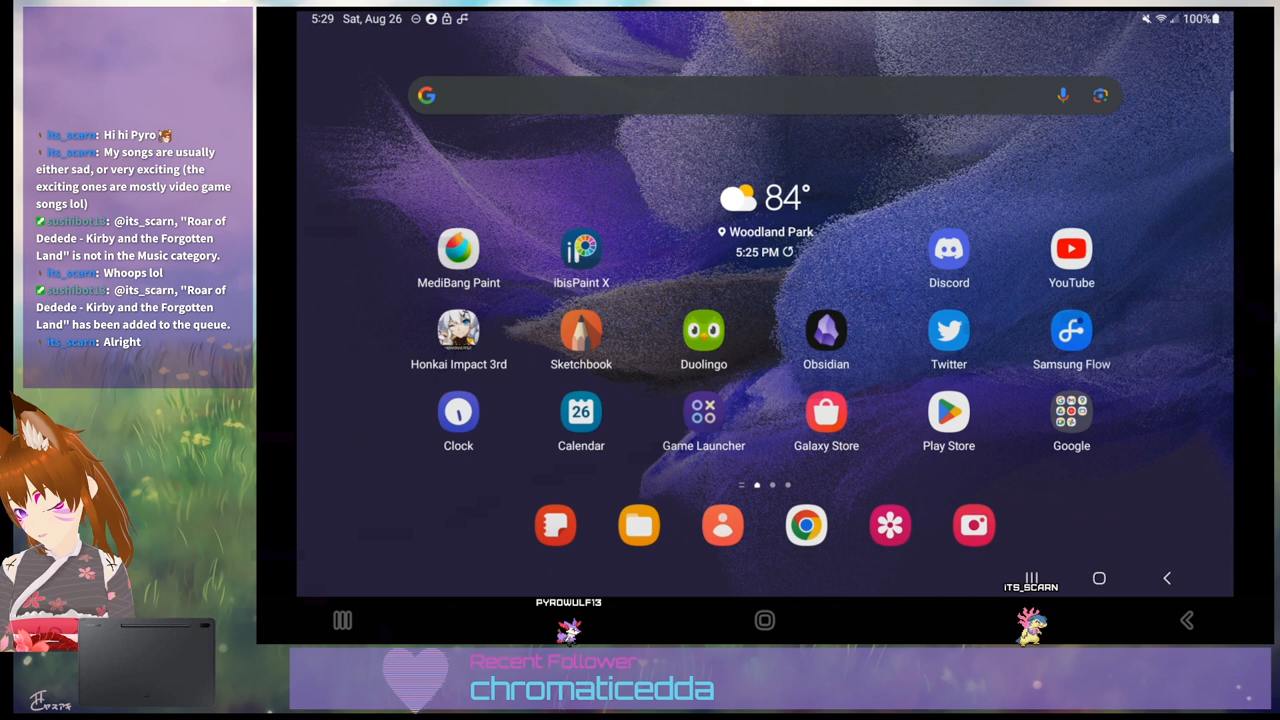 its_scarn: Hi hi Pyro
its_scarn: My songs are usually
either sad, or very exciting (the
exciting ones are mostly video game
songs lol)
sushibot13: @its_scarn, "Roar of
Dedede - Kirby and the Forgotten
Land" is not in the Music category.
its_scarn: Whoops lol
sushibot13: @its_scarn, "Roar of
Dedede - Kirby and the Forgotten
Land" has been added to the queue.
its_scarn: Alright
5:29 Sat, Aug 26
100%
84°
Woodland Park
5:25 PM
MediBang Paint
ibisPaint X
Discord
YouTube
Honkai Impact 3rd
Sketchbook
Duolingo
Obsidian
Twitter
Samsung Flow
26
Clock
Calendar
Game Launcher
Galaxy Store
Play Store
Google
ITS_SCARN
PYROWULF13
Recent Follower
chromaticedda